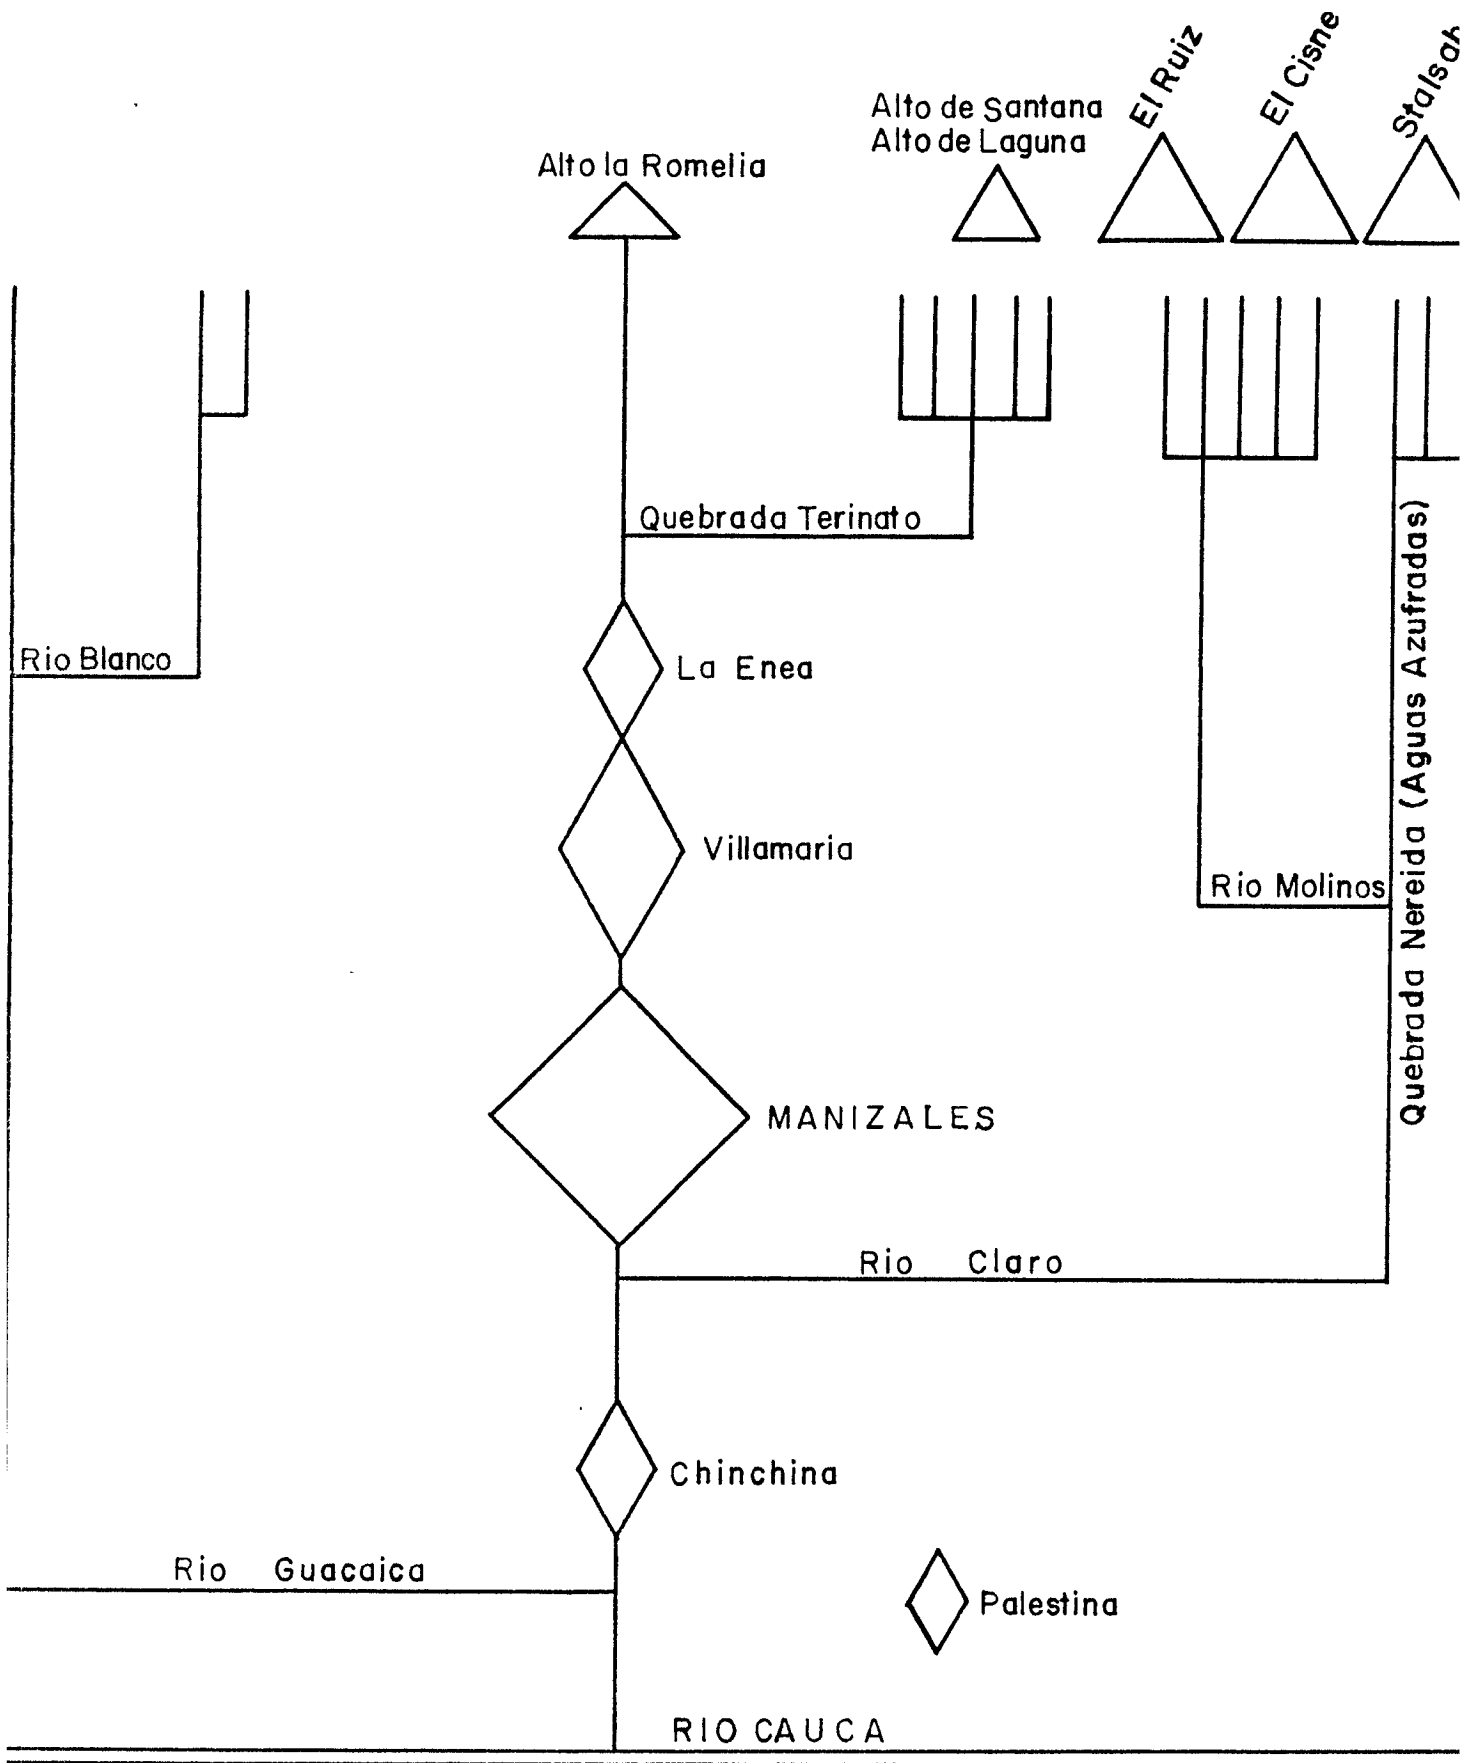 El Ruiz
El Cisne
Alto de Santana
Alto de Laguna
Alto la Romelia
Quebrada Terinato
Rio Blanco
La Enea
Villamaria
Rio Molinos
Quebrada Nereida (Aguas Azufradas)
MANIZALES
Rio Claro
Chinchina
Rio Guacaica
Palestina
RIO CAUCA